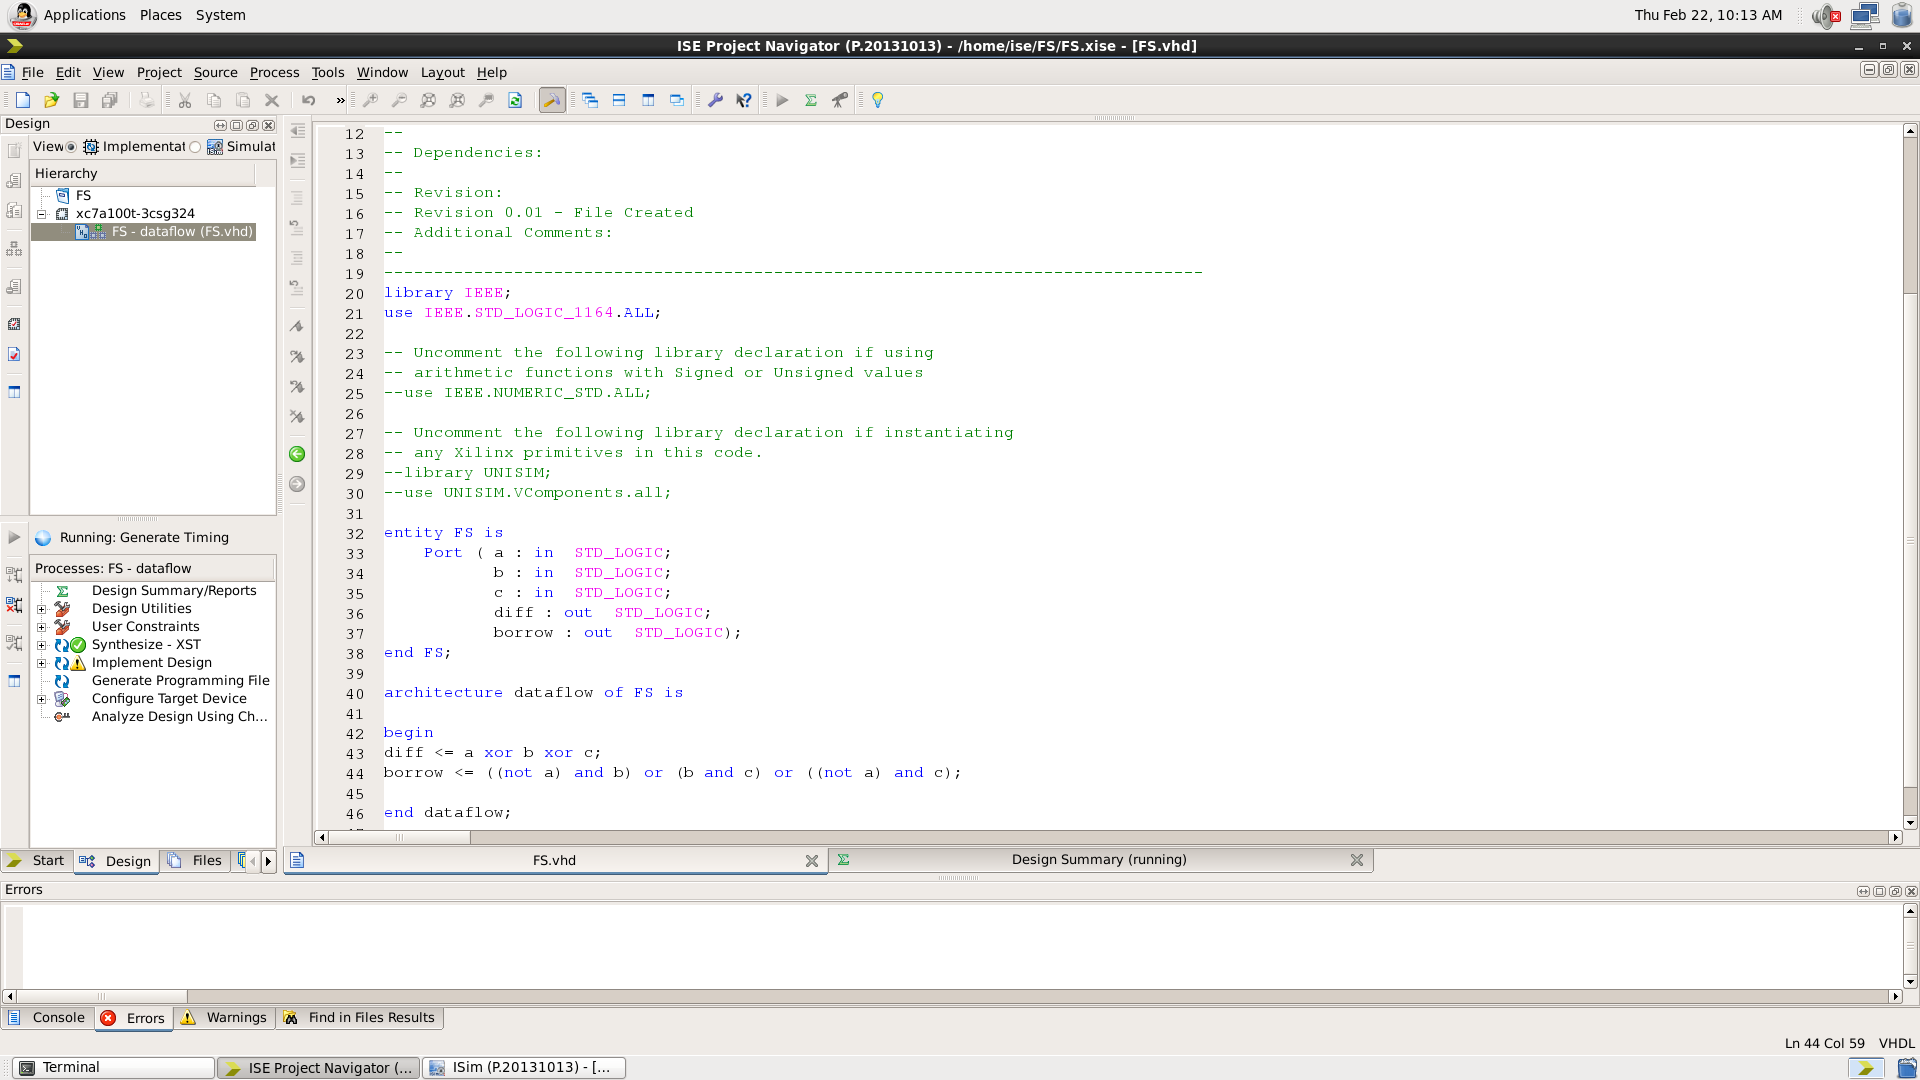 Applications Places System Thu Feb 22, 10:13 AM
ISE Project Navigator (P.20131013) - /home/ise/FS/FS.xise - [FS.vhd]
File Edit View Project Source Process Tools Window Layout Help
»
Design
View Implementat Simulat
Hierarchy
FS
xc7a100t-3csg324
FS - dataflow (FS.vhd)
Running: Generate Timing
Processes: FS - dataflow
Design Summary/Reports
Design Utilities
User Constraints
Synthesize - XST
Implement Design
Generate Programming File
Configure Target Device
Analyze Design Using Ch...
Start Design Files
12 --
13 -- Dependencies:
14 --
15 -- Revision:
16 -- Revision 0.01 - File Created
17 -- Additional Comments:
18 --
19 ----------------------------------------------------------------------------------
20 library IEEE;
21 use IEEE.STD_LOGIC_1164.ALL;
22
23 -- Uncomment the following library declaration if using
24 -- arithmetic functions with Signed or Unsigned values
25 --use IEEE.NUMERIC_STD.ALL;
26
27 -- Uncomment the following library declaration if instantiating
28 -- any Xilinx primitives in this code.
29 --library UNISIM;
30 --use UNISIM.VComponents.all;
31
32 entity FS is
33 Port ( a : in STD_LOGIC;
34 b : in STD_LOGIC;
35 c : in STD_LOGIC;
36 diff : out STD_LOGIC;
37 borrow : out STD_LOGIC);
38 end FS;
39
40 architecture dataflow of FS is
41
42 begin
43 diff <= a xor b xor c;
44 borrow <= ((not a) and b) or (b and c) or ((not a) and c);
45
46 end dataflow;
FS.vhd Design Summary (running)
Errors
Console Errors Warnings Find in Files Results
Ln 44 Col 59 VHDL
Terminal ISE Project Navigator (... ISim (P.20131013) - [...